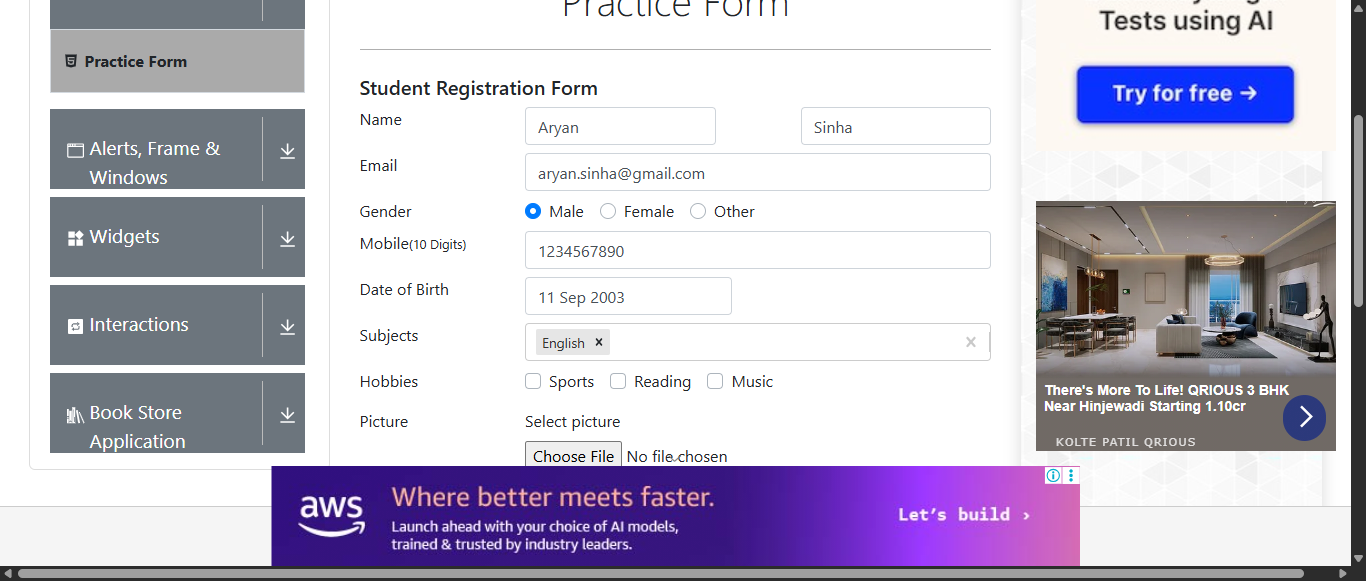 Practice Form
Practice Form
Alerts, Frame &
Windows
Widgets
Interactions
Book Store
Application
Student Registration Form
Name Aryan Sinha
Email aryan.sinha@gmail.com
Gender Male Female Other
Mobile(10 Digits) 1234567890
Date of Birth 11 Sep 2003
Subjects English ×
Hobbies Sports Reading Music
Picture Select picture
Choose File No file chosen
Tests using AI
Try for free →
There's More To Life! QRIOUS 3 BHK
Near Hinjewadi Starting 1.10cr
KOLTE PATIL QRIOUS
aws
Where better meets faster.
Launch ahead with your choice of AI models,
trained & trusted by industry leaders.
Let's build ›